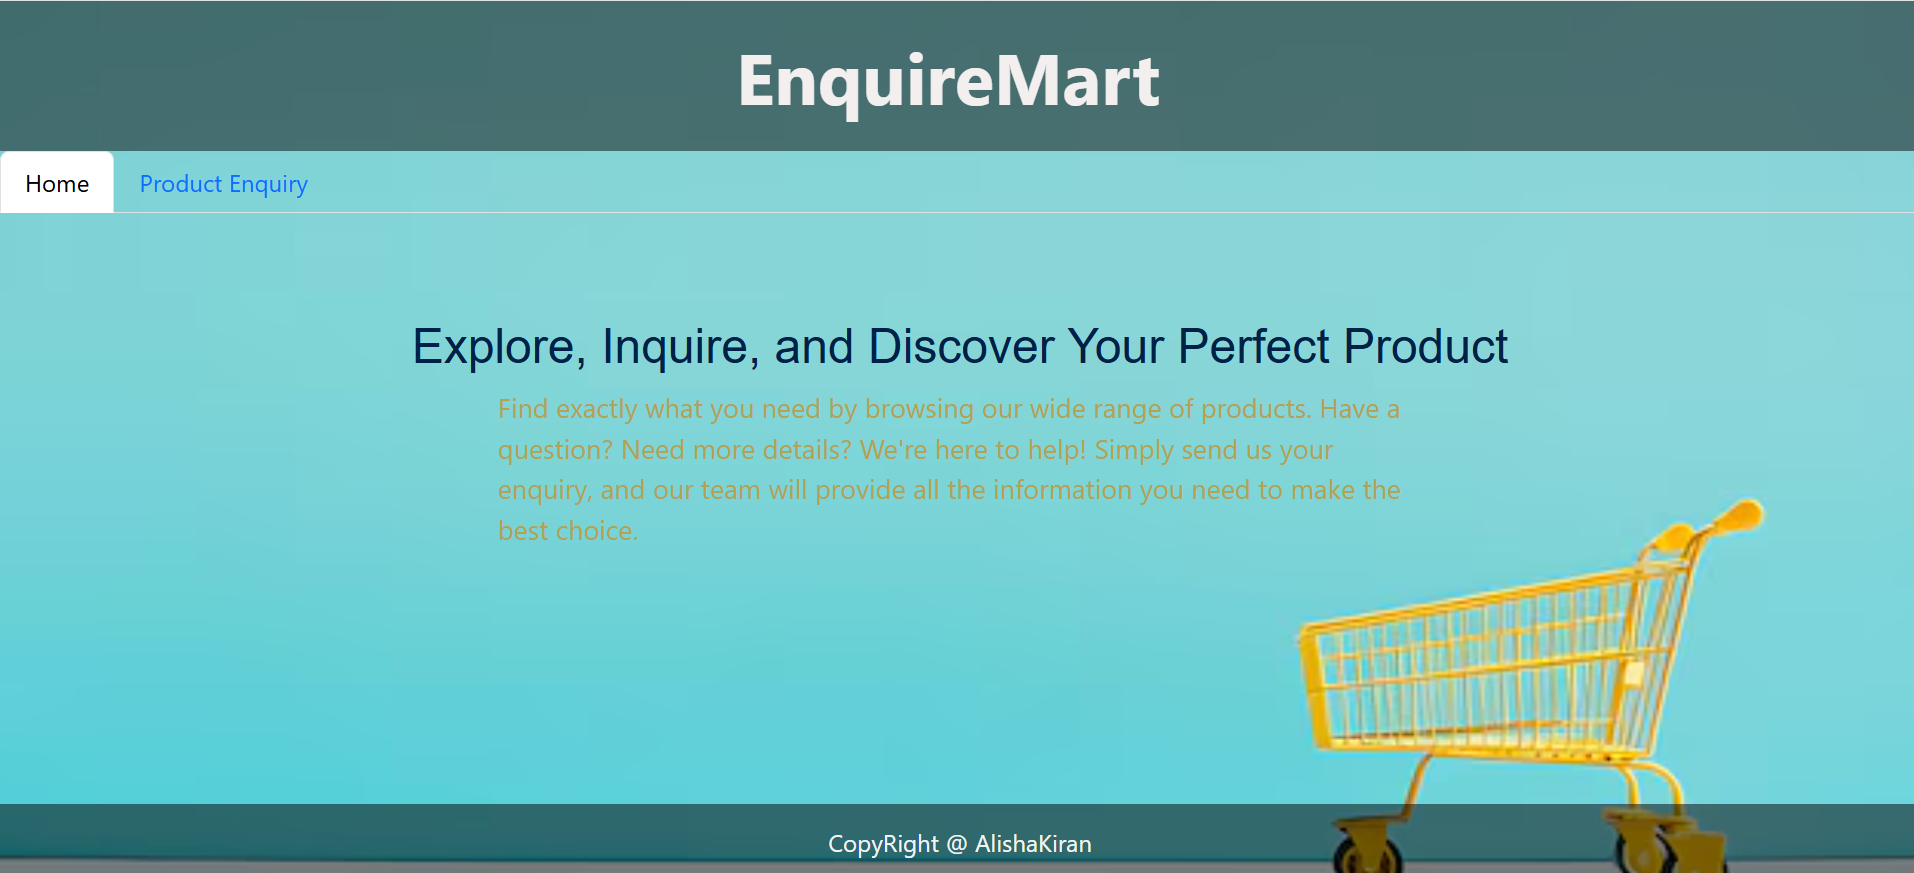 EnquireMart
Home
Product Enquiry
Explore, Inquire, and Discover Your Perfect Product
Find exactly what you need by browsing our wide range of products. Have a
question? Need more details? We're here to help! Simply send us your
enquiry, and our team will provide all the information you need to make the
best choice.
CopyRight @ AlishaKiran